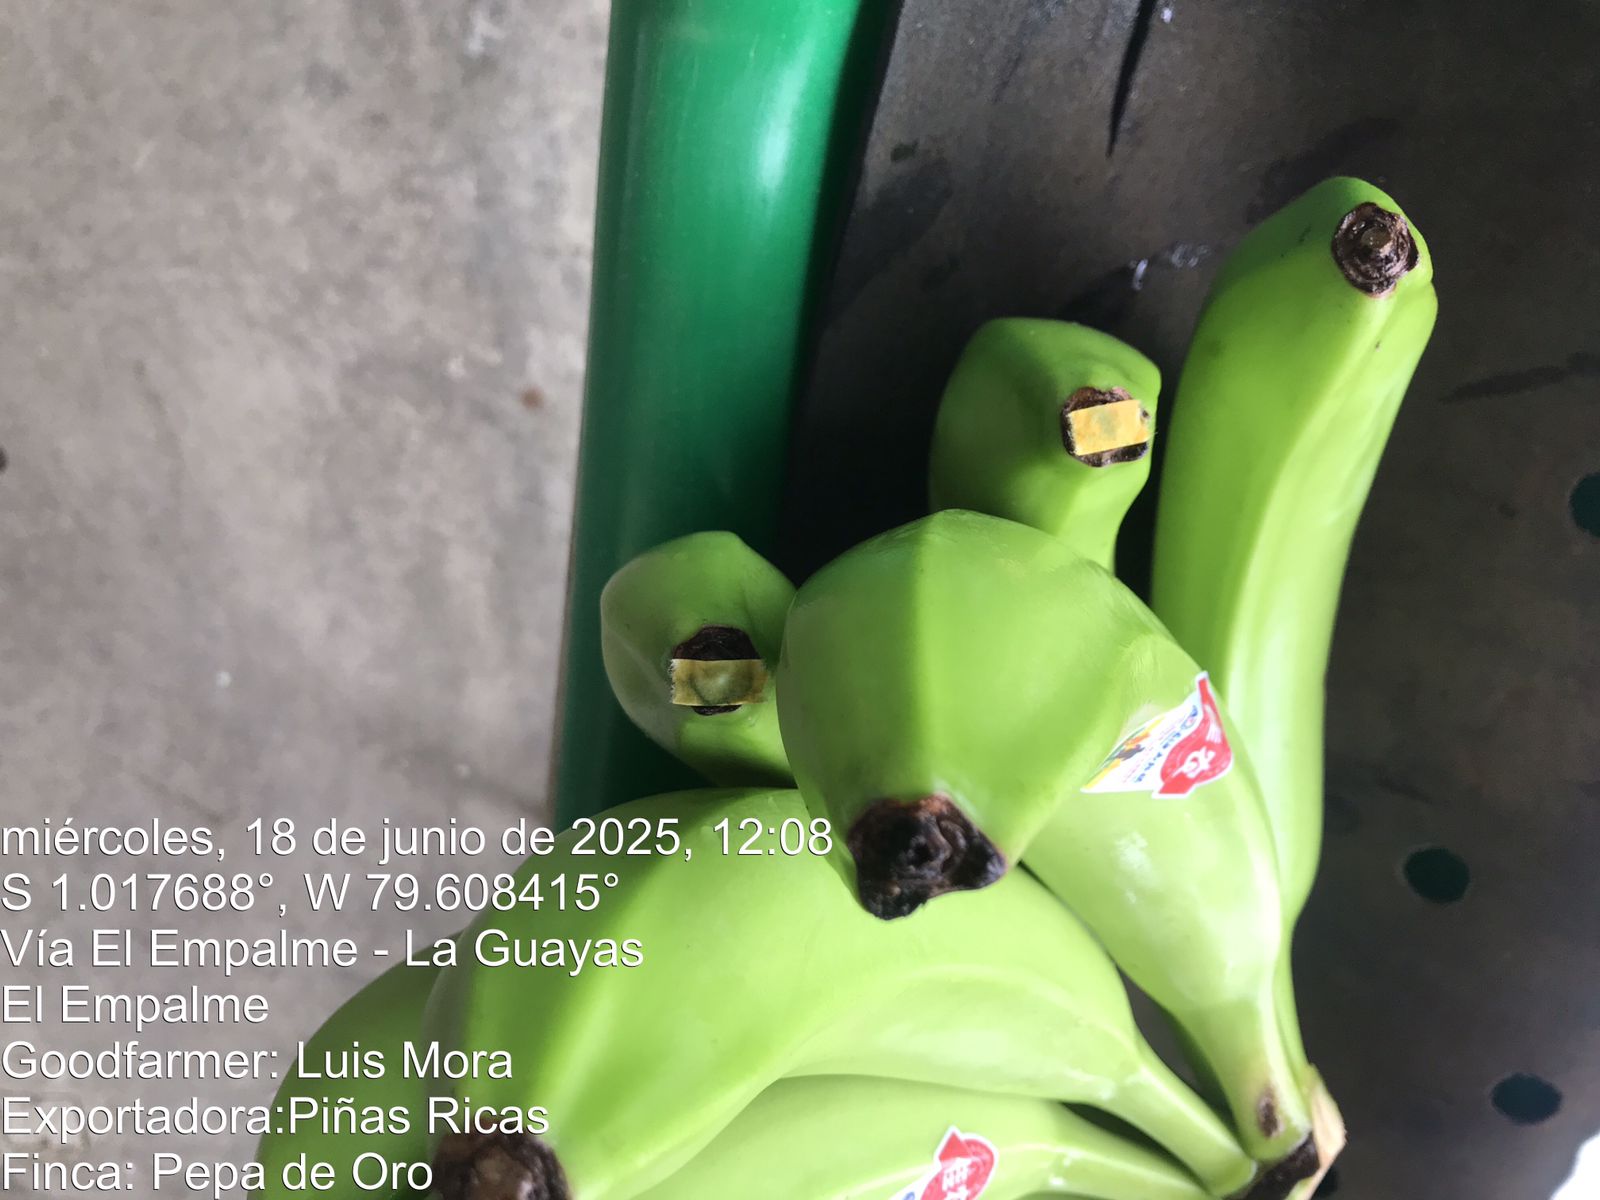 miércoles, 18 de junio de 2025, 12:08
S 1.017688°, W 79.608415°
Vía El Empalme - La Guayas
El Empalme
Goodfarmer: Luis Mora
Exportadora:Piñas Ricas
Finca: Pepa de Oro